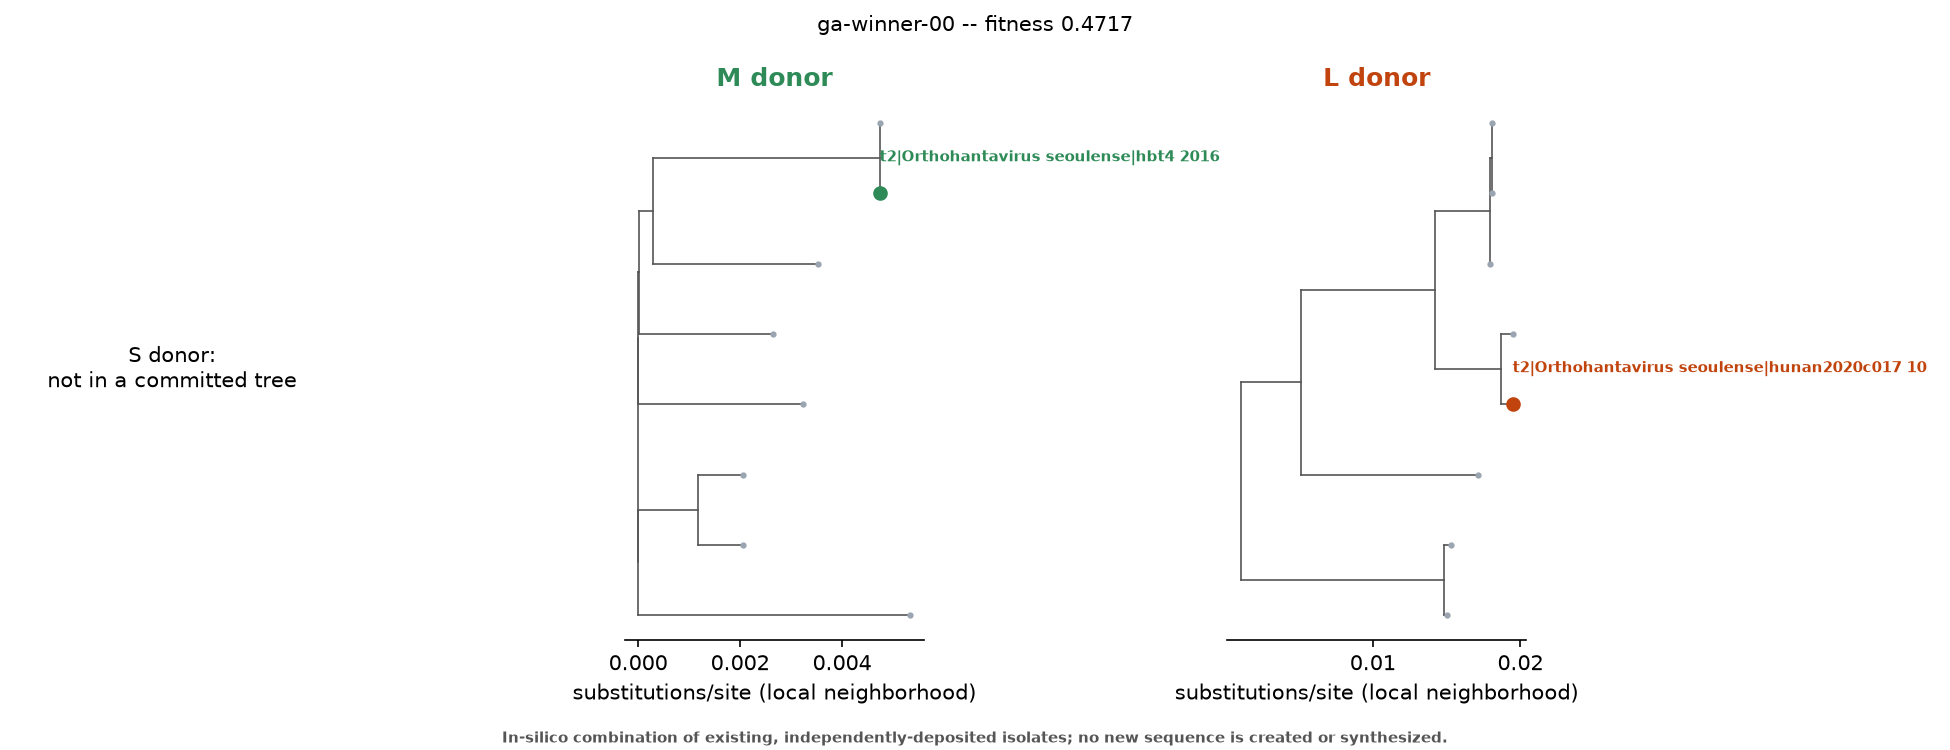 ga-winner-00 -- fitness 0.4717
M donor
L donor
t2|Orthohantavirus seoulense|hbt4 2016
S donor:
not in a committed tree
t2|Orthohantavirus seoulense|hunan2020c017 10
0.000 0.002 0.004
substitutions/site (local neighborhood)
0.01 0.02
substitutions/site (local neighborhood)
In-silico combination of existing, independently-deposited isolates; no new sequence is created or synthesized.